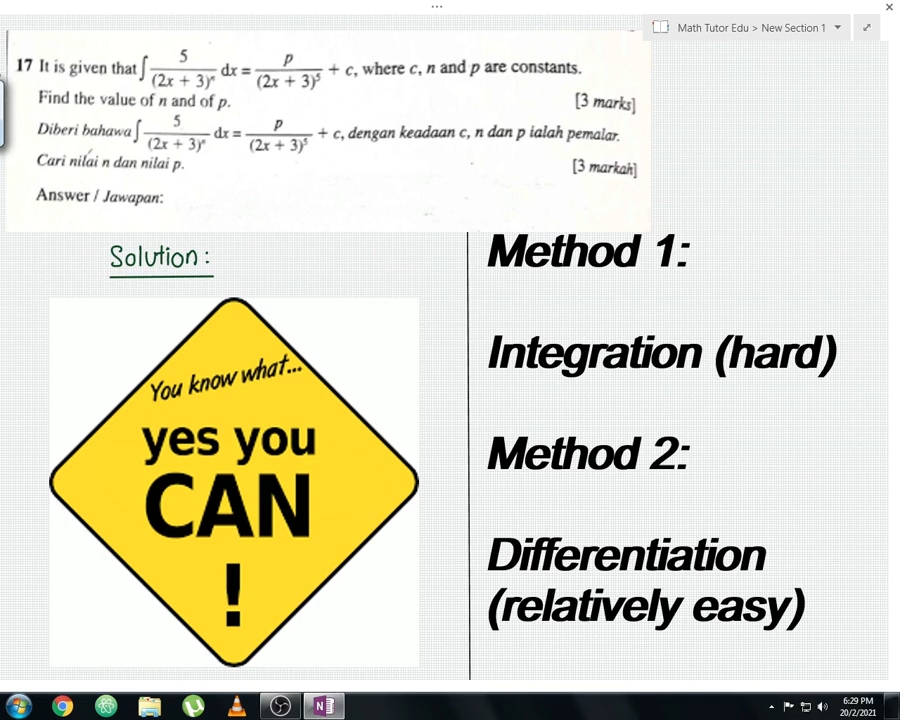 Math Tutor Edu > New Section 1
17 It is given that ∫ 5/(2x + 3)ⁿ dx = p/(2x + 3)⁵ + c, where c, n and p are constants.
Find the value of n and of p.
[3 marks]
Diberi bahawa ∫ 5/(2x + 3)ⁿ dx = p/(2x + 3)⁵ + c, dengan keadaan c, n dan p ialah pemalar.
Cari nilai n dan nilai p.
[3 markah]
Answer / Jawapan:
Solution :
You know what...
yes you
CAN
!
Method 1:
Integration (hard)
Method 2:
Differentiation
(relatively easy)
6:29 PM
20/2/2021